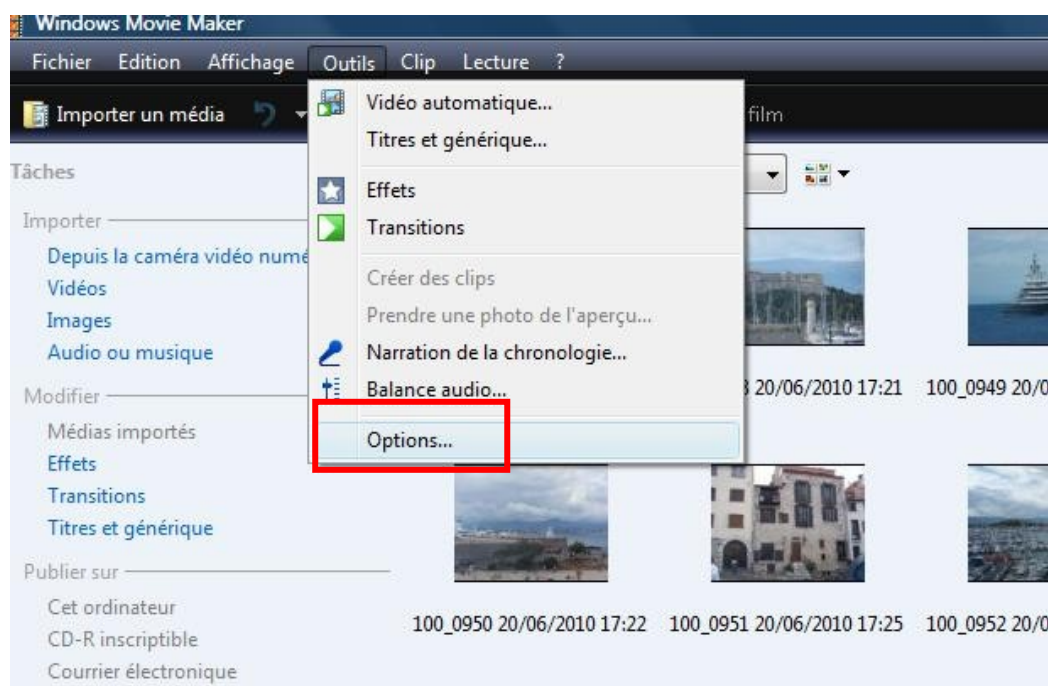 Windows Movie Maker
Fichier Edition Affichage Outils Clip Lecture ?
Importer un média
film
Vidéo automatique...
Titres et générique...
Effets
Transitions
Créer des clips
Prendre une photo de l'aperçu...
Narration de la chronologie...
Balance audio...
Options...
Tâches
Importer
Depuis la caméra vidéo numé
Vidéos
Images
Audio ou musique
Modifier
Médias importés
Effets
Transitions
Titres et générique
Publier sur
Cet ordinateur
CD-R inscriptible
Courrier électronique
20/06/2010 17:21 100_0949 20/0
100_0950 20/06/2010 17:22 100_0951 20/06/2010 17:25 100_0952 20/0